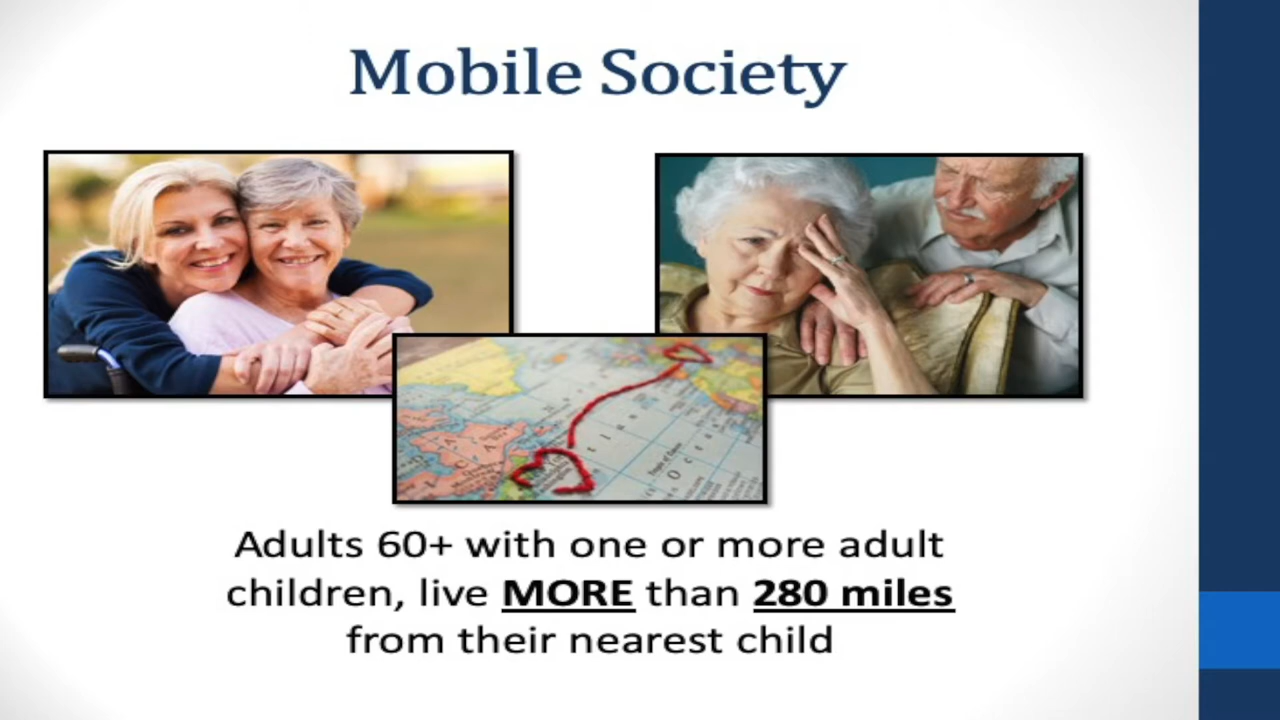 Mobile Society
Adults 60+ with one or more adult
children, live MORE than 280 miles
from their nearest child